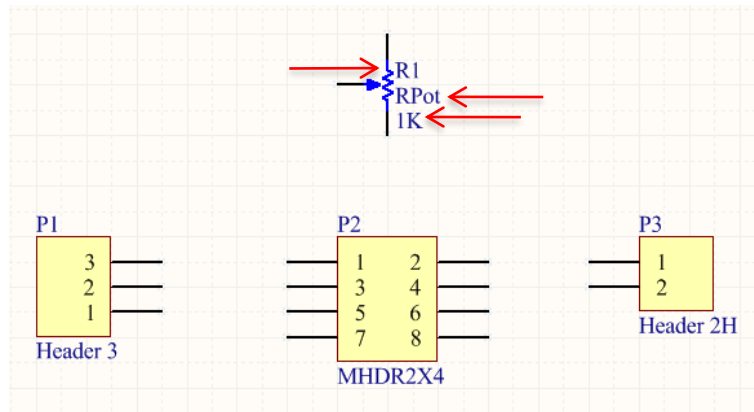 R1
RPot
1K
P1
3
2
1
Header 3
P2
1 2
3 4
5 6
7 8
MHDR2X4
P3
1
2
Header 2H